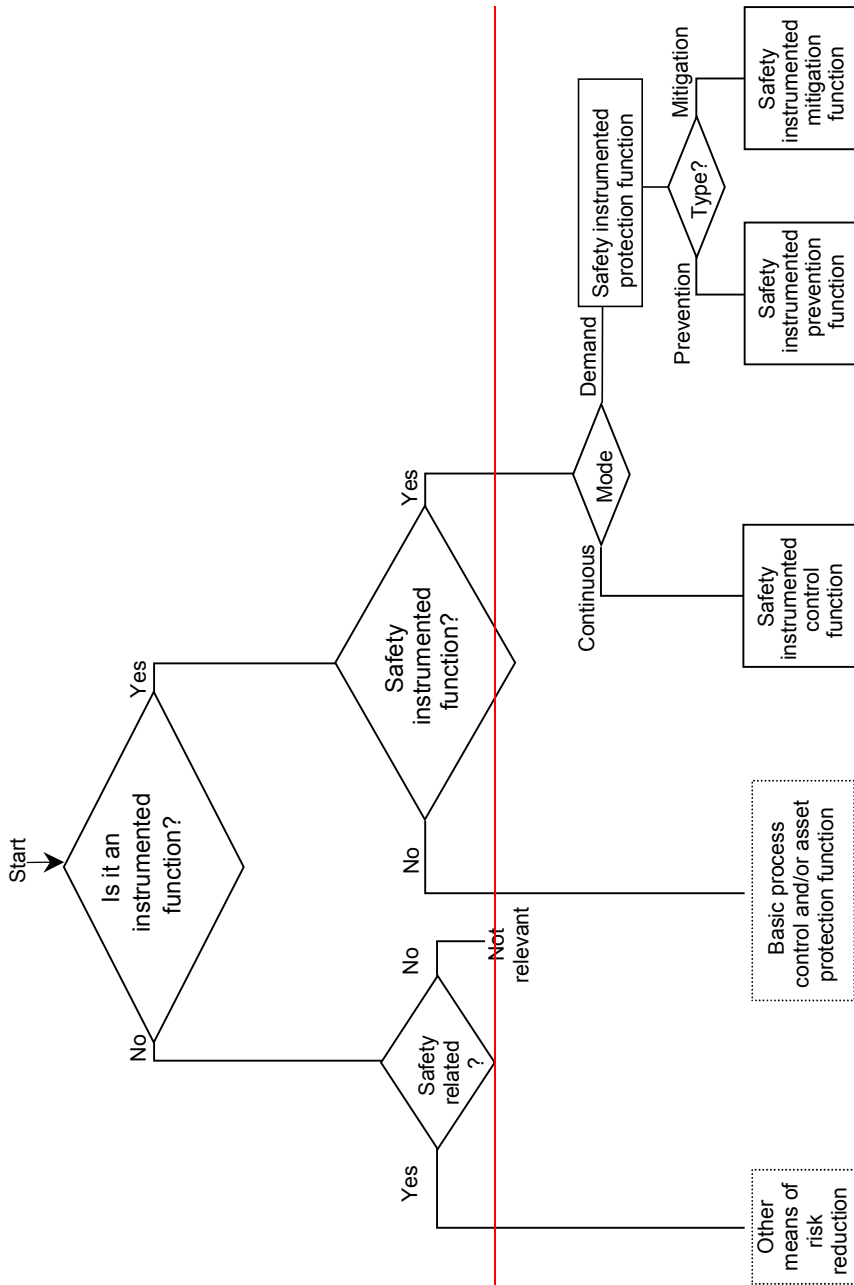 Start
Is it an
instrumented
function?
No
Yes
Safety
related
?
Yes
No
Not
relevant
Safety
instrumented
function?
No
Yes
Mode
Continuous
Demand
Safety instrumented
protection function
Type?
Prevention
Mitigation
Other
means of
risk
reduction
Basic process
control and/or asset
protection function
Safety
instrumented
control
function
Safety
instrumented
prevention
function
Safety
instrumented
mitigation
function